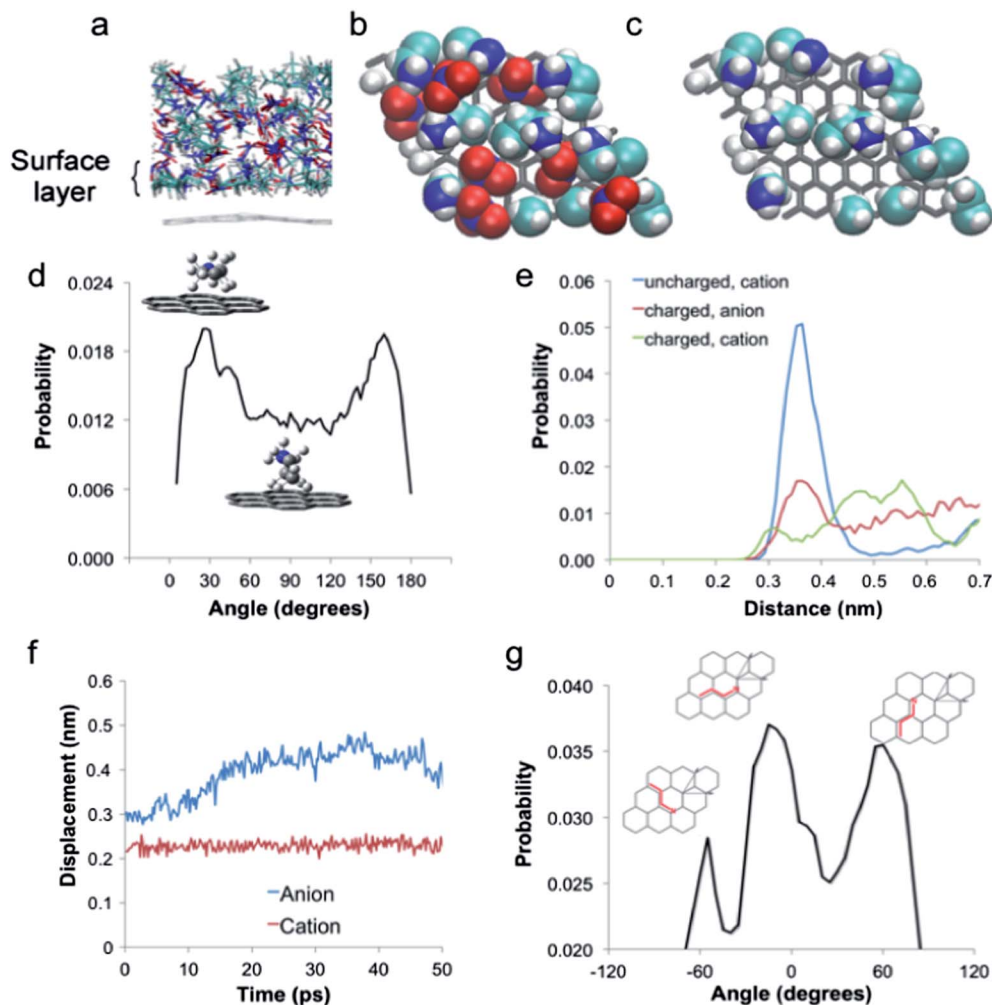 a
b
c
Surface
layer
d
0.024
0.018
0.012
0.006
0.000
Probability
0
30
60
90
120
150
180
Angle (degrees)
e
uncharged, cation
charged, anion
charged, cation
0.06
0.05
0.04
0.03
0.02
0.01
0.00
Probability
0
0.1
0.2
0.3
0.4
0.5
0.6
0.7
Distance (nm)
f
0.6
0.5
0.4
0.3
0.2
0.1
0
Displacement (nm)
Anion
Cation
0
10
20
30
40
50
Time (ps)
g
0.040
0.035
0.030
0.025
0.020
Probability
-120
-60
0
60
120
Angle (degrees)